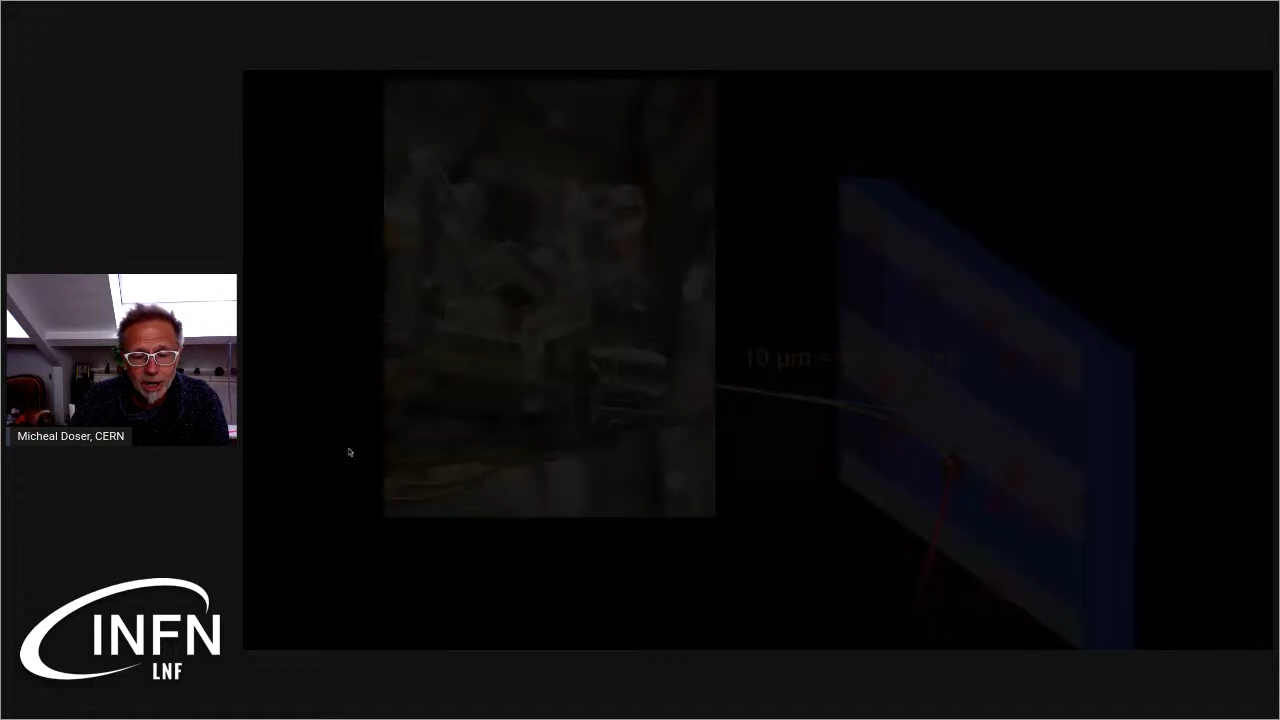 10 µm =
Micheal Doser, CERN
INFN
LNF